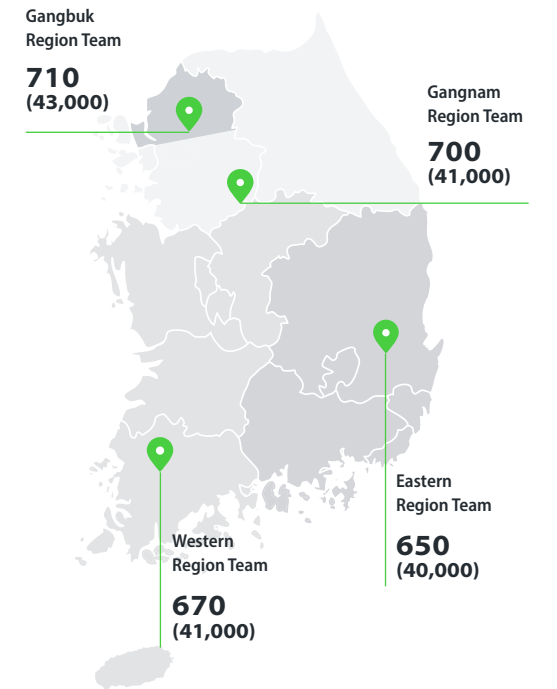 Gangbuk
Region Team
710
(43,000)
Gangnam
Region Team
700
(41,000)
Eastern
Region Team
650
(40,000)
Western
Region Team
670
(41,000)